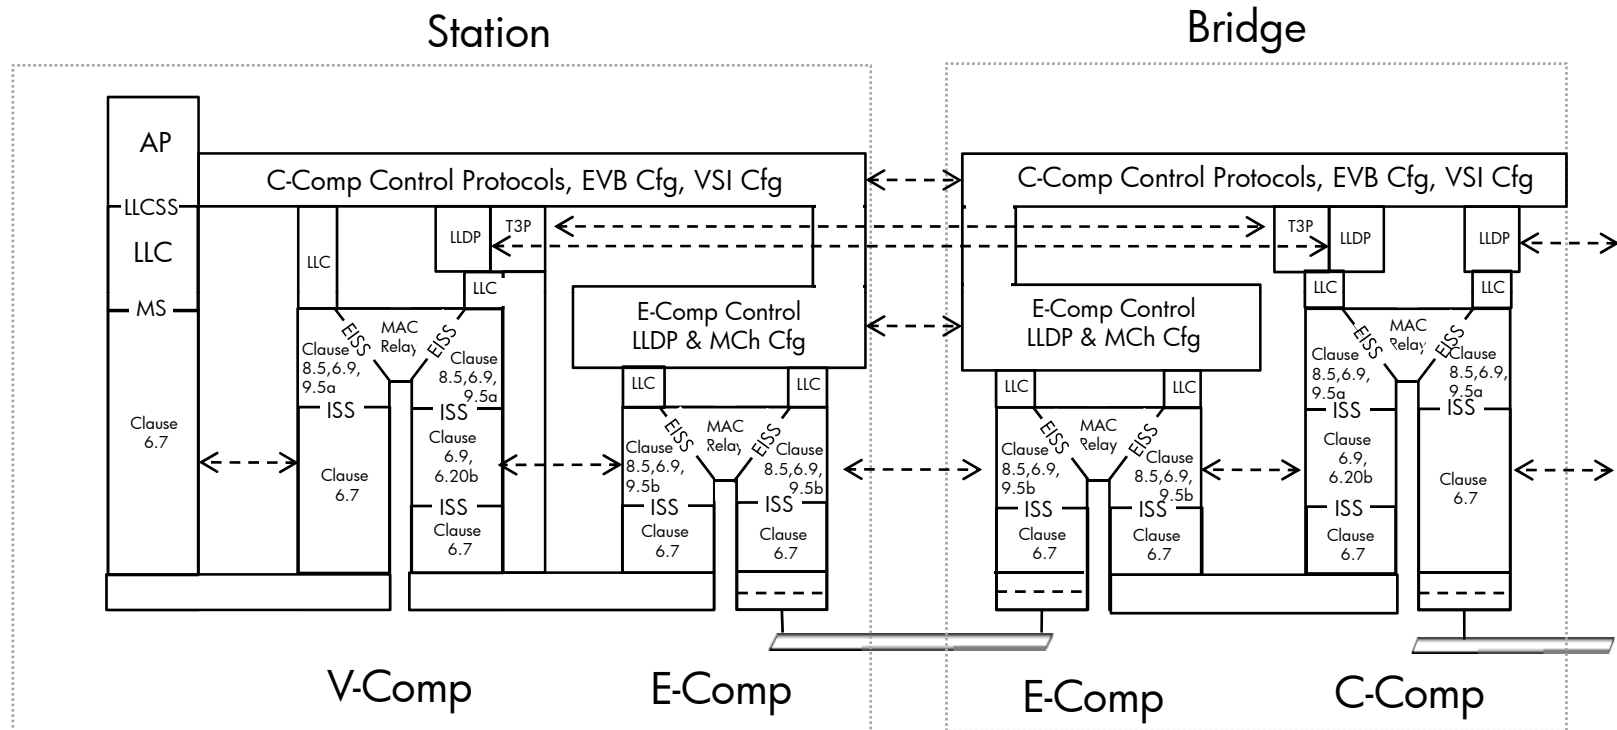 Station
Bridge
AP
C-Comp Control Protocols, EVB Cfg, VSI Cfg
C-Comp Control Protocols, EVB Cfg, VSI Cfg
LLCSS
LLC
MS
Clause
6.7
LLC
LLDP
T3P
LLC
E-Comp Control
LLDP & MCh Cfg
E-Comp Control
LLDP & MCh Cfg
T3P
LLDP
LLDP
LLC
LLC
EISS
MAC
Relay
EISS
Clause
8.5,6.9,
9.5a
Clause
8.5,6.9,
9.5a
ISS
ISS
Clause
6.7
Clause
6.9,
6.20b
ISS
Clause
6.7
LLC
LLC
EISS
MAC
Relay
EISS
Clause
8.5,6.9,
9.5b
Clause
8.5,6.9,
9.5b
ISS
ISS
Clause
6.7
Clause
6.7
LLC
LLC
EISS
MAC
Relay
EISS
Clause
8.5,6.9,
9.5b
Clause
8.5,6.9,
9.5b
ISS
ISS
Clause
6.7
Clause
6.7
EISS
MAC
Relay
EISS
Clause
8.5,6.9,
9.5a
Clause
8.5,6.9,
9.5a
ISS
ISS
Clause
6.9,
6.20b
ISS
Clause
6.7
Clause
6.7
V-Comp
E-Comp
E-Comp
C-Comp